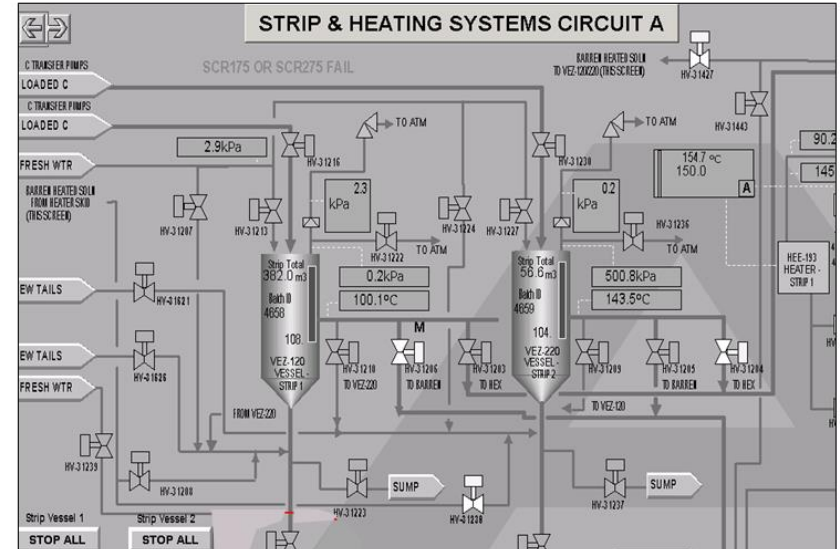 STRIP & HEATING SYSTEMS CIRCUIT A
C TRANSFER PUMPS
LOADED C
C TRANSFER PUMPS
LOADED C
FRESH WTR
BARREN HEATED SOLN
FROM HEATER SKID
(THIS SCREEN)
EW TAILS
EW TAILS
FRESH WTR
SCR175 OR SCR275 FAIL
BARREN HEATED SOLN
TO VEZ-120/220 (THIS SCREEN)
HV-31427
HV-31443
2.9kPa
HV-31216
TO ATM
HV-31230
TO ATM
90.2
145
154.7 ºC
150.0
A
2.3
kPa
0.2
kPa
HV-31207
HV-31213
HV-31222
TO ATM
HV-31224
HV-31227
HV-31236
TO ATM
HEE-193
HEATER -
STRIP 1
Strip Total
382.0 m3
Batch ID
4658
108.
VEZ-120
VESSEL -
STRIP 1
0.2kPa
100.1ºC
M
Strip Total
56.6 m3
Batch ID
4659
104.
VEZ-220
VESSEL -
STRIP 2
500.8kPa
143.5ºC
HV-31621
HV-31626
HV-31210
TO VEZ-220
HV-31206
TO BARREN
HV-31203
TO HEX
HV-31209
TO VEZ-120
HV-31205
TO BARREN
HV-31204
TO HEX
HV
FROM VEZ-220
HV-31239
HV-31208
HV-31223
SUMP
HV-31238
HV-31237
SUMP
Strip Vessel 1
STOP ALL
Strip Vessel 2
STOP ALL